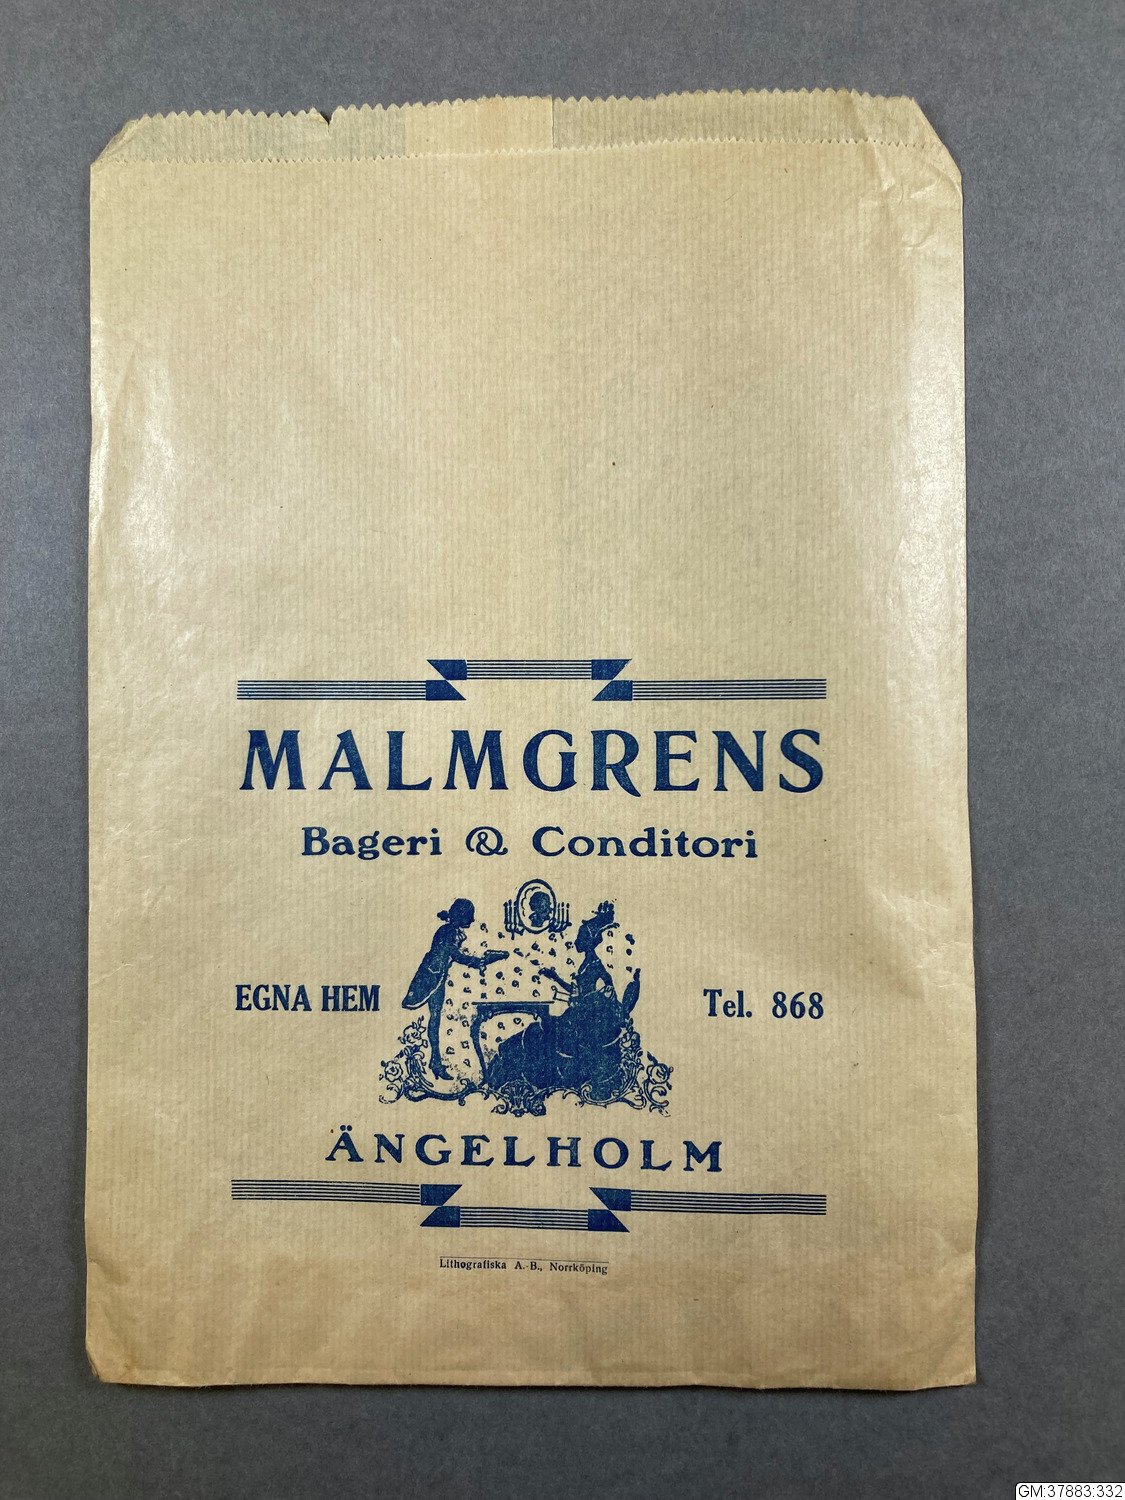 MALMGRENS
Bageri & Conditori
EGNA HEM
Tel. 868
ÄNGELHOLM
Lithografiska A.-B., Norrköping
GM:37883:332